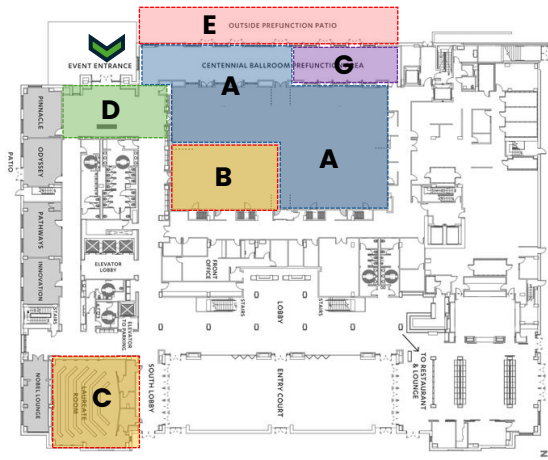 E
OUTSIDE PREFUNCTION PATIO
EVENT ENTRANCE
CENTENNIAL BALLROOM PREFUNCTION AREA
G
A
D
PINNACLE
ODYSSEY
PATIO
B
A
PATHWAYS
INNOVATION
ELEVATOR
LOBBY
FRONT
OFFICE
STAIRS
LOBBY
STAIRS
STAIRS
ELEVATOR
TO PARKING
TO RESTAURANT
& LOUNGE
NOBEL LOUNGE
LAUREATE
ROOM
C
SOUTH LOBBY
ENTRY COURT
N